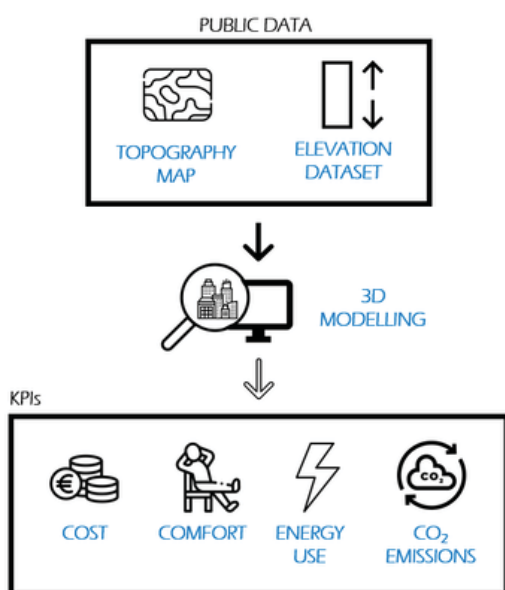 PUBLIC DATA
TOPOGRAPHY
MAP
ELEVATION
DATASET
3D
MODELLING
KPIs
€
CO₂
COST
COMFORT
ENERGY
USE
CO₂
EMISSIONS